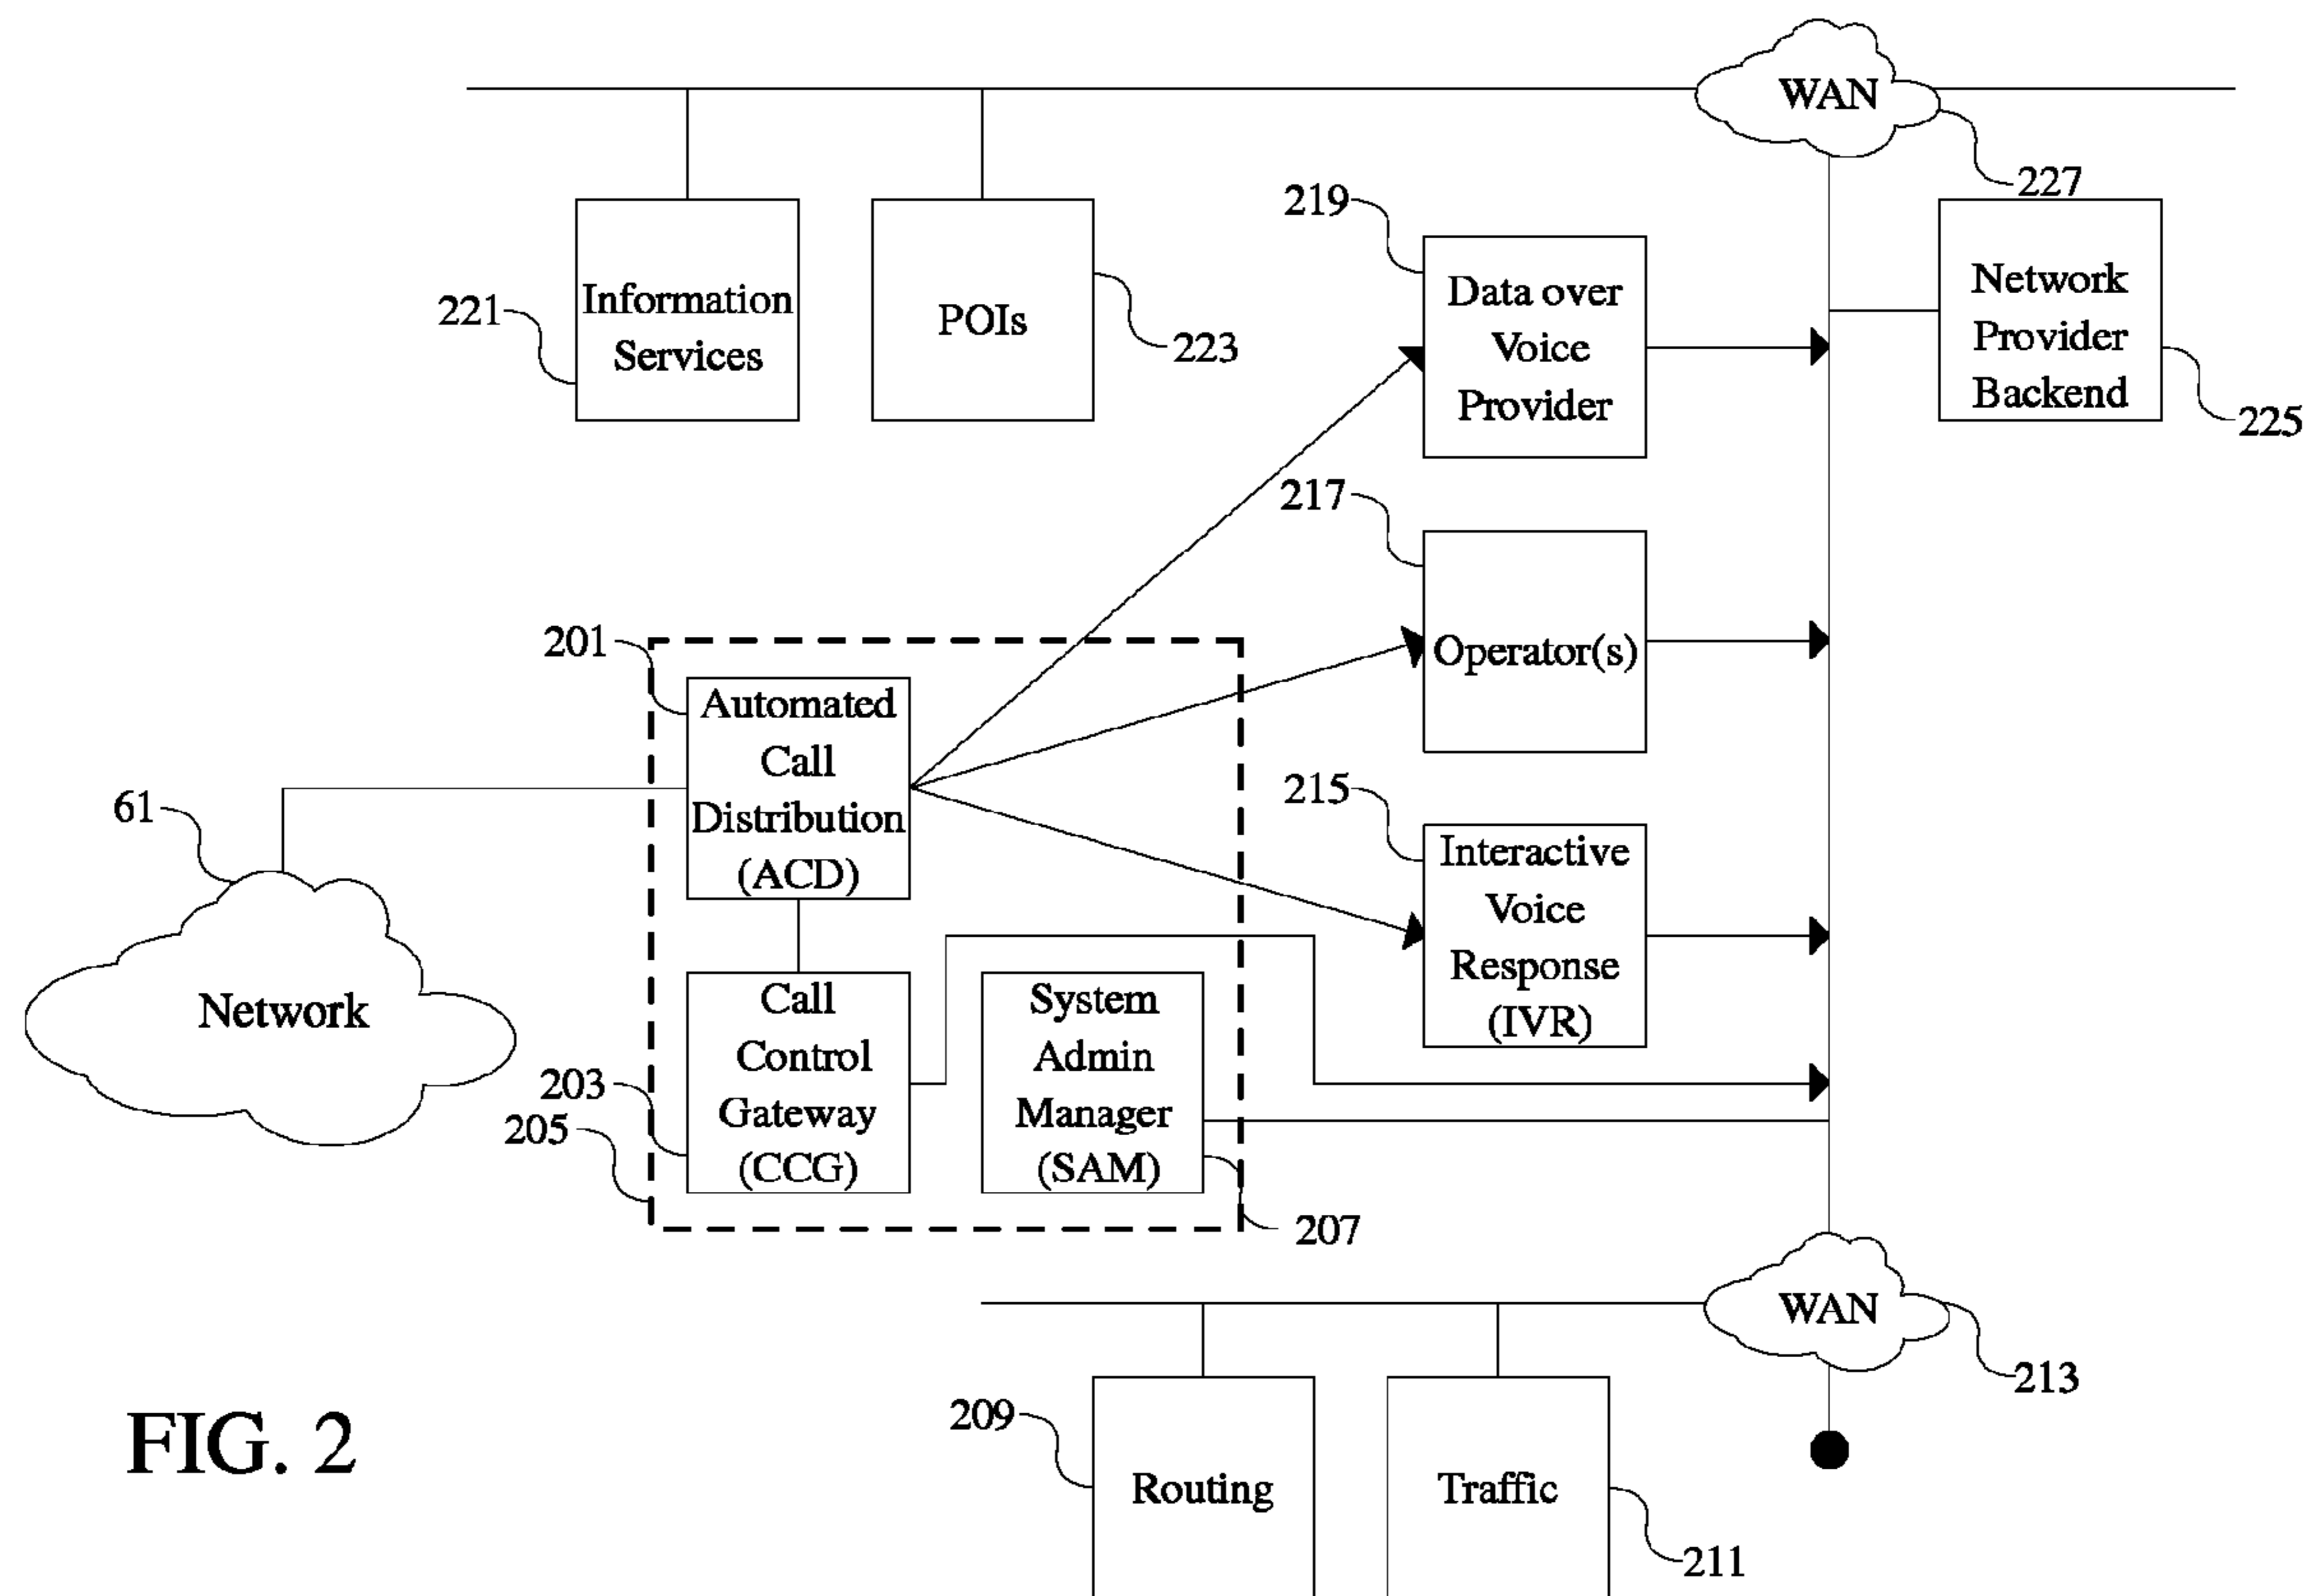 WAN
227
219
221
Information
Services
POIs
223
Data over
Voice
Provider
Network
Provider
Backend
225
217
Operator(s)
201
Automated
Call
Distribution
(ACD)
61
Network
215
Interactive
Voice
Response
(IVR)
203
205
Call
Control
Gateway
(CCG)
System
Admin
Manager
(SAM)
207
WAN
213
209
Routing
Traffic
211
FIG. 2